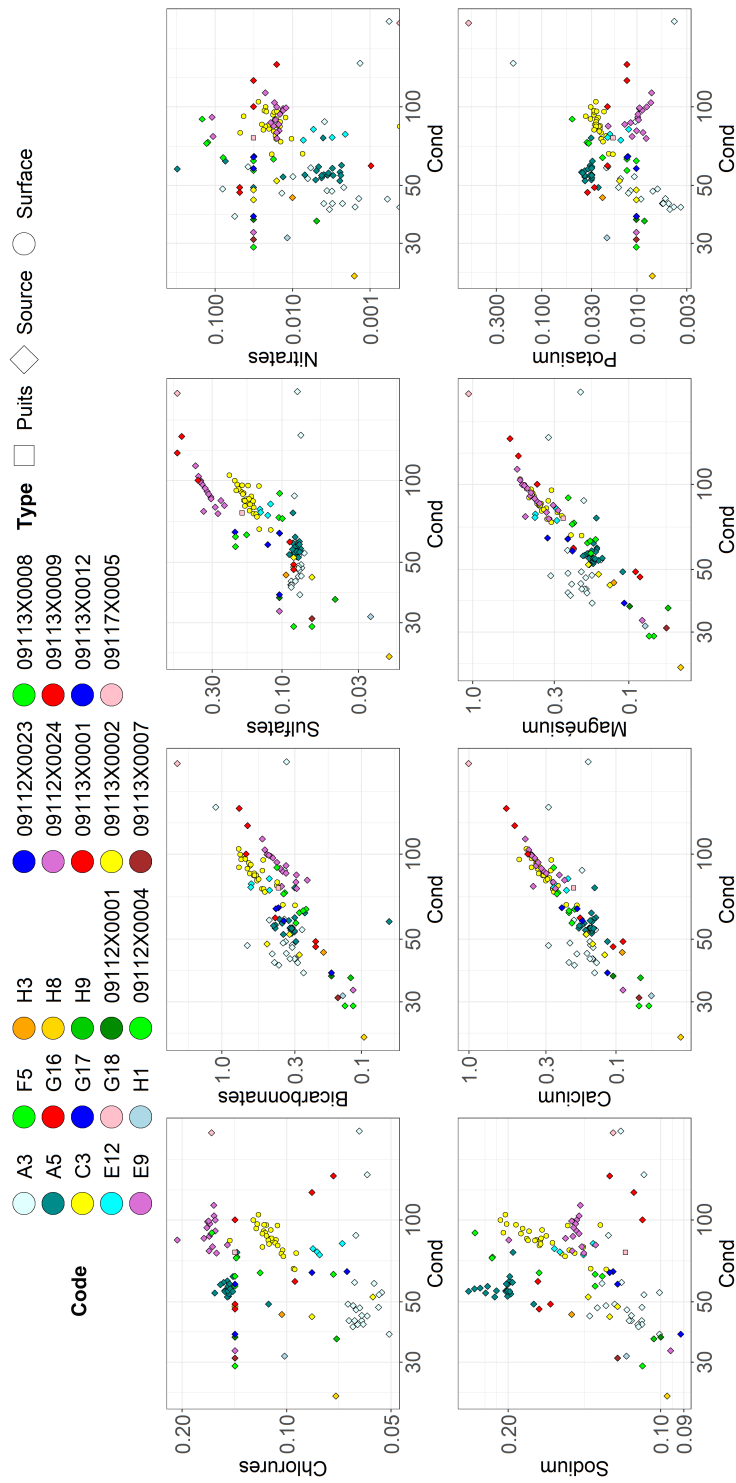 Code
A3 F5 H3 09112X0023 09113X0008
A5 G16 H8 09112X0024 09113X0009
C3 G17 H9 09113X0001 09113X0012
E12 G18 09112X0001 09113X0002 09117X0005
E9 H1 09112X0004 09113X0007
Type Puits Source Surface
Chlorures
0.20
0.10
0.05
30 50 100
Cond
Bicarbonnates
1.0
0.3
0.1
30 50 100
Cond
Sulfates
0.30
0.10
0.03
30 50 100
Cond
Nitrates
0.100
0.010
0.001
30 50 100
Cond
Sodium
0.20
0.10
0.09
30 50 100
Cond
Calcium
1.0
0.3
0.1
30 50 100
Cond
Magnésium
1.0
0.3
0.1
30 50 100
Cond
Potasium
0.300
0.100
0.030
0.010
0.003
30 50 100
Cond